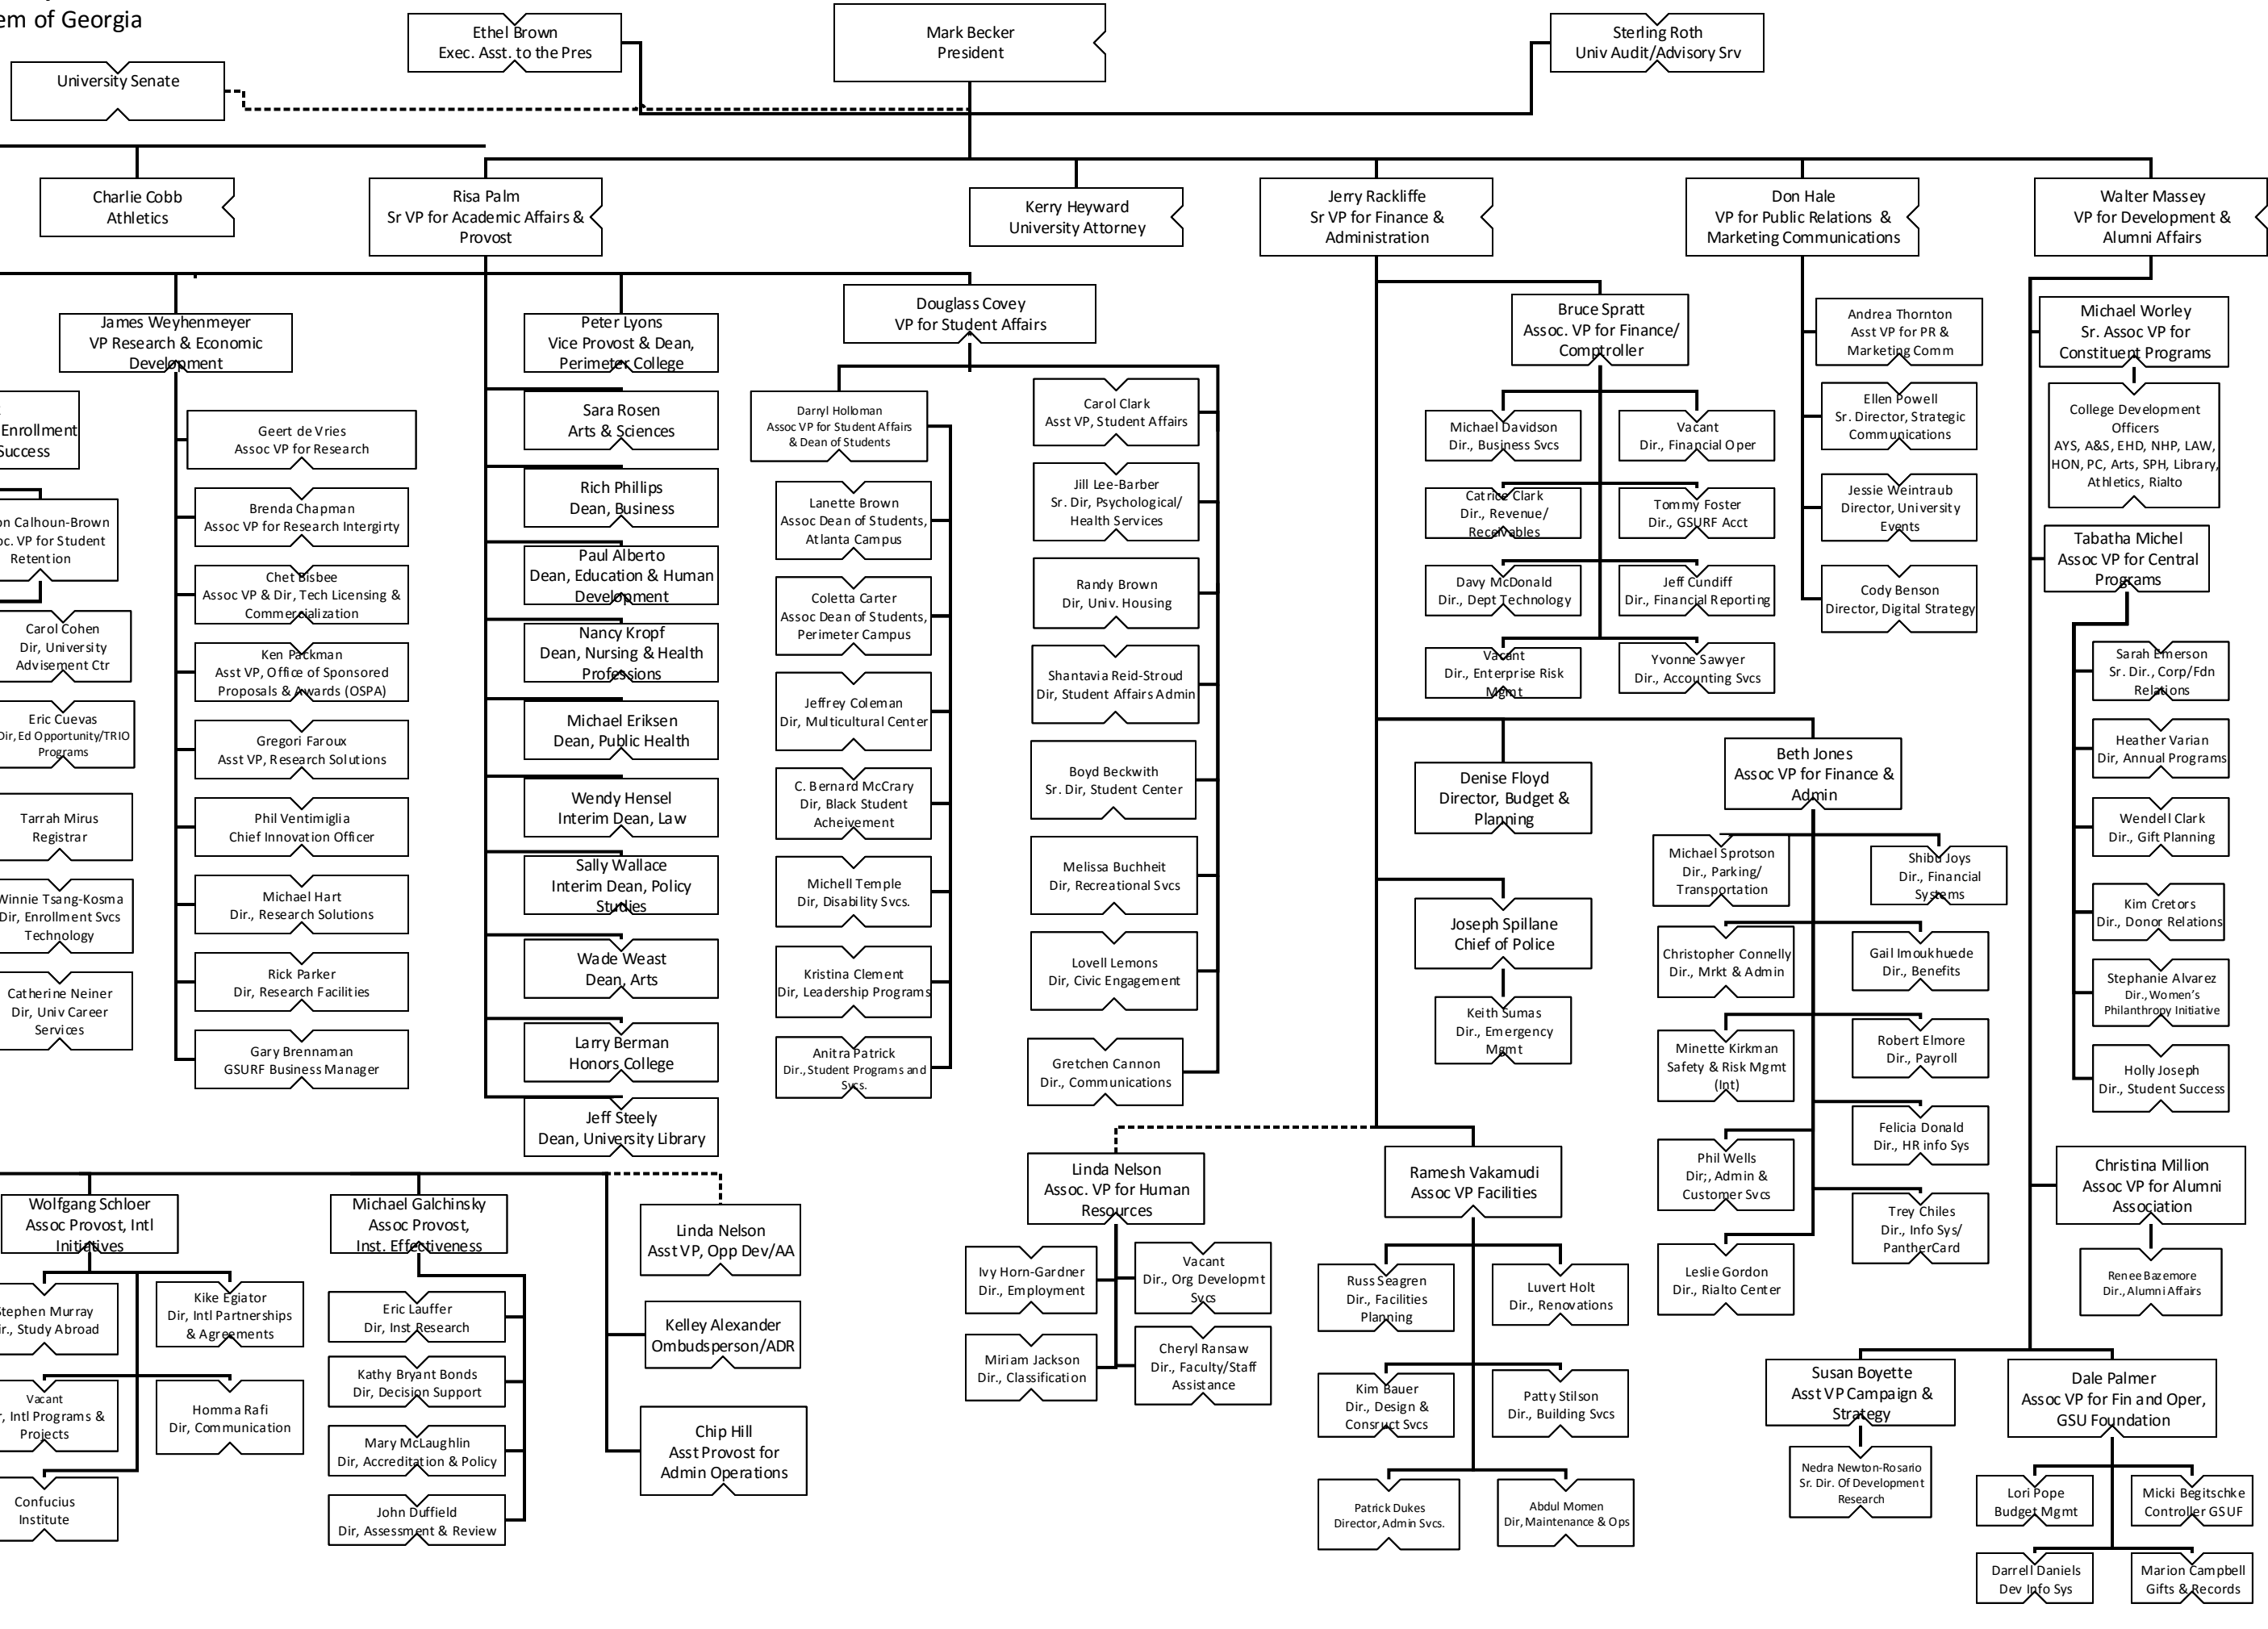 em of Georgia
Ethel Brown
Exec. Asst. to the Pres
Mark Becker
President
Sterling Roth
Univ Audit/Advisory Srv
University Senate
Charlie Cobb
Athletics
Risa Palm
Sr VP for Academic Affairs &
Provost
Kerry Heyward
University Attorney
Jerry Rackliffe
Sr VP for Finance &
Administration
Don Hale
VP for Public Relations &
Marketing Communications
Walter Massey
VP for Development &
Alumni Affairs
Enrollment
Success
on Calhoun-Brown
oc. VP for Student
Retention
Carol Cohen
Dir, University
Advisement Ctr
Eric Cuevas
Dir, Ed Opportunity/TRIO
Programs
Tarrah Mirus
Registrar
Winnie Tsang-Kosma
Dir, Enrollment Svcs
Technology
Catherine Neiner
Dir, Univ Career
Services
James Weyhenmeyer
VP Research & Economic
Development
Geert de Vries
Assoc VP for Research
Brenda Chapman
Assoc VP for Research Intergirty
Chet Bisbee
Assoc VP & Dir, Tech Licensing &
Commercialization
Ken Packman
Asst VP, Office of Sponsored
Proposals & Awards (OSPA)
Gregori Faroux
Asst VP, Research Solutions
Phil Ventimiglia
Chief Innovation Officer
Michael Hart
Dir., Research Solutions
Rick Parker
Dir, Research Facilities
Gary Brennaman
GSURF Business Manager
Peter Lyons
Vice Provost & Dean,
Perimeter College
Sara Rosen
Arts & Sciences
Rich Phillips
Dean, Business
Paul Alberto
Dean, Education & Human
Development
Nancy Kropf
Dean, Nursing & Health
Professions
Michael Eriksen
Dean, Public Health
Wendy Hensel
Interim Dean, Law
Sally Wallace
Interim Dean, Policy
Studies
Wade Weast
Dean, Arts
Larry Berman
Honors College
Jeff Steely
Dean, University Library
Douglass Covey
VP for Student Affairs
Darryl Holloman
Assoc VP for Student Affairs
& Dean of Students
Lanette Brown
Assoc Dean of Students,
Atlanta Campus
Coletta Carter
Assoc Dean of Students,
Perimeter Campus
Jeffrey Coleman
Dir, Multicultural Center
C. Bernard McCrary
Dir, Black Student
Acheivement
Michell Temple
Dir, Disability Svcs.
Kristina Clement
Dir, Leadership Programs
Anitra Patrick
Dir., Student Programs and
Svcs.
Carol Clark
Asst VP, Student Affairs
Jill Lee-Barber
Sr. Dir, Psychological/
Health Services
Randy Brown
Dir, Univ. Housing
Shantavia Reid-Stroud
Dir, Student Affairs Admin
Boyd Beckwith
Sr. Dir, Student Center
Melissa Buchheit
Dir, Recreational Svcs
Lovell Lemons
Dir, Civic Engagement
Gretchen Cannon
Dir., Communications
Bruce Spratt
Assoc. VP for Finance/
Comptroller
Michael Davidson
Dir., Business Svcs
Vacant
Dir., Financial Oper
Catrice Clark
Dir., Revenue/
Receivables
Tommy Foster
Dir., GSURF Acct
Davy McDonald
Dir., Dept Technology
Jeff Cundiff
Dir., Financial Reporting
Vacant
Dir., Enterprise Risk
Mgmt
Yvonne Sawyer
Dir., Accounting Svcs
Denise Floyd
Director, Budget &
Planning
Beth Jones
Assoc VP for Finance &
Admin
Joseph Spillane
Chief of Police
Keith Sumas
Dir., Emergency
Mgmt
Michael Sprotson
Dir., Parking/
Transportation
Shibu Joys
Dir., Financial
Systems
Christopher Connelly
Dir., Mrkt & Admin
Gail Imoukhuede
Dir., Benefits
Minette Kirkman
Safety & Risk Mgmt
(Int)
Robert Elmore
Dir., Payroll
Felicia Donald
Dir., HR info Sys
Phil Wells
Dir;, Admin &
Customer Svcs
Trey Chiles
Dir., Info Sys/
PantherCard
Leslie Gordon
Dir., Rialto Center
Andrea Thornton
Asst VP for PR &
Marketing Comm
Ellen Powell
Sr. Director, Strategic
Communications
Jessie Weintraub
Director, University
Events
Cody Benson
Director, Digital Strategy
Michael Worley
Sr. Assoc VP for
Constituent Programs
College Development
Officers
AYS, A&S, EHD, NHP, LAW,
HON, PC, Arts, SPH, Library,
Athletics, Rialto
Tabatha Michel
Assoc VP for Central
Programs
Sarah Emerson
Sr. Dir., Corp/Fdn
Relations
Heather Varian
Dir, Annual Programs
Wendell Clark
Dir., Gift Planning
Kim Cretors
Dir., Donor Relations
Stephanie Alvarez
Dir., Women's
Philanthropy Initiative
Holly Joseph
Dir., Student Success
Christina Million
Assoc VP for Alumni
Association
Renee Bazemore
Dir., Alumni Affairs
Wolfgang Schloer
Assoc Provost, Intl
Initiatives
Stephen Murray
ir., Study Abroad
Kike Egiator
Dir, Intl Partnerships
& Agreements
Vacant
r, Intl Programs &
Projects
Homma Rafi
Dir, Communication
Confucius
Institute
Michael Galchinsky
Assoc Provost,
Inst. Effectiveness
Eric Lauffer
Dir, Inst Research
Kathy Bryant Bonds
Dir, Decision Support
Mary McLaughlin
Dir, Accreditation & Policy
John Duffield
Dir, Assessment & Review
Linda Nelson
Asst VP, Opp Dev/AA
Kelley Alexander
Ombudsperson/ADR
Chip Hill
Asst Provost for
Admin Operations
Linda Nelson
Assoc. VP for Human
Resources
Ivy Horn-Gardner
Dir., Employment
Vacant
Dir., Org Developmt
Svcs
Miriam Jackson
Dir., Classification
Cheryl Ransaw
Dir., Faculty/Staff
Assistance
Ramesh Vakamudi
Assoc VP Facilities
Russ Seagren
Dir., Facilities
Planning
Luvert Holt
Dir., Renovations
Kim Bauer
Dir., Design &
Consruct Svcs
Patty Stilson
Dir., Building Svcs
Patrick Dukes
Director, Admin Svcs.
Abdul Momen
Dir, Maintenance & Ops
Susan Boyette
Asst VP Campaign &
Strategy
Nedra Newton-Rosario
Sr. Dir. Of Development
Research
Dale Palmer
Assoc VP for Fin and Oper,
GSU Foundation
Lori Pope
Budget Mgmt
Micki Begitschke
Controller GSUF
Darrell Daniels
Dev Info Sys
Marion Campbell
Gifts & Records